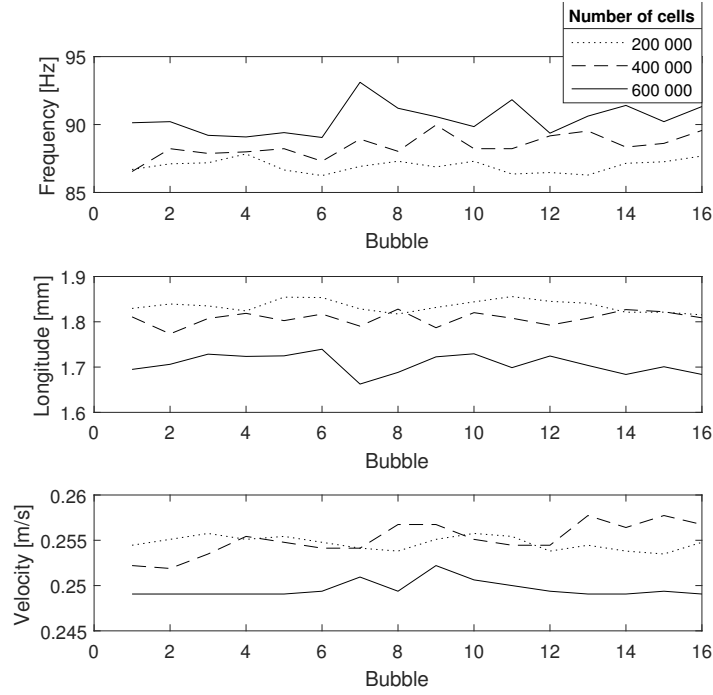 Number of cells
200 000
400 000
600 000
95
90
85
Frequency [Hz]
0 2 4 6 8 10 12 14 16
Bubble
1.9
1.8
1.7
1.6
Longitude [mm]
0 2 4 6 8 10 12 14 16
Bubble
0.26
0.255
0.25
0.245
Velocity [m/s]
0 2 4 6 8 10 12 14 16
Bubble